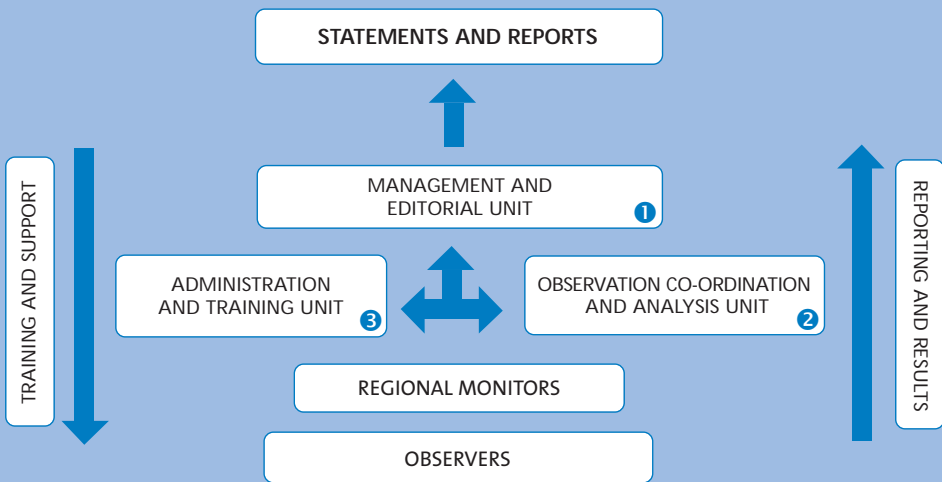 STATEMENTS AND REPORTS
MANAGEMENT AND
EDITORIAL UNIT
1
ADMINISTRATION
AND TRAINING UNIT
3
OBSERVATION CO-ORDINATION
AND ANALYSIS UNIT
2
REGIONAL MONITORS
OBSERVERS
TRAINING AND SUPPORT
REPORTING AND RESULTS